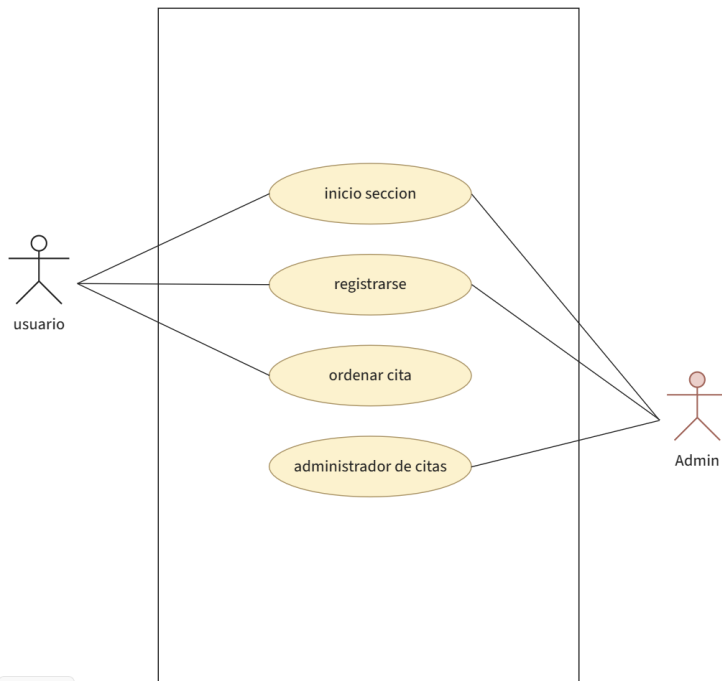 inicio seccion
registrarse
usuario
ordenar cita
administrador de citas
Admin